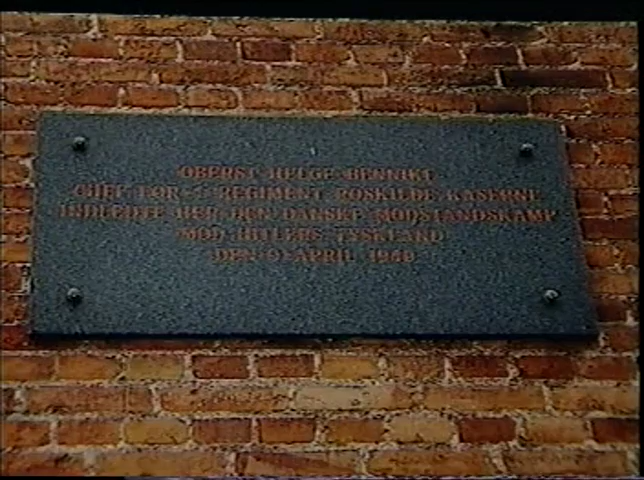 OBERST HELGE BENNIKE
CHEF FOR 4. REGIMENT ROSKILDE KASERNE
INDLEDTE HER DEN DANSKE MODSTANDSKAMP
MOD HITLERS TYSKLAND
DEN 9. APRIL 1940